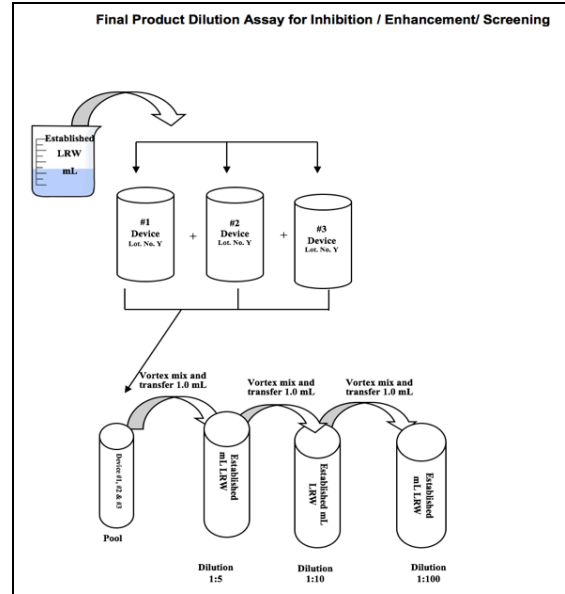 Final Product Dilution Assay for Inhibition / Enhancement/ Screening
Established
LRW
mL
#1
Device
Lot. No. Y
+
#2
Device
Lot. No. Y
+
#3
Device
Lot. No. Y
Vortex mix and
transfer 1.0 mL
Vortex mix and
transfer 1.0 mL
Vortex mix and
transfer 1.0 mL
Device #1, #2 & #3
Pool
Established
mL LRW
Dilution
1:5
Established mL
LRW
Dilution
1:10
Established
mL LRW
Dilution
1:100